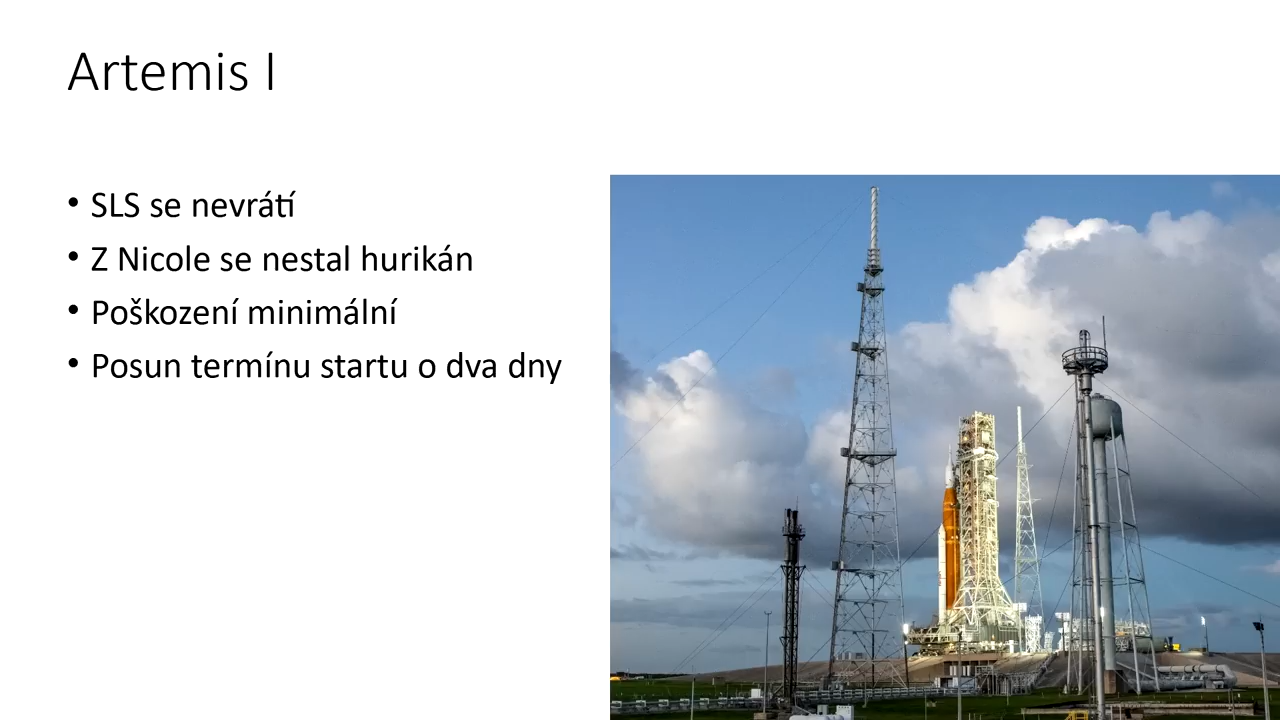 Artemis I
• SLS se nevrátí
• Z Nicole se nestal hurikán
• Poškození minimální
• Posun termínu startu o dva dny